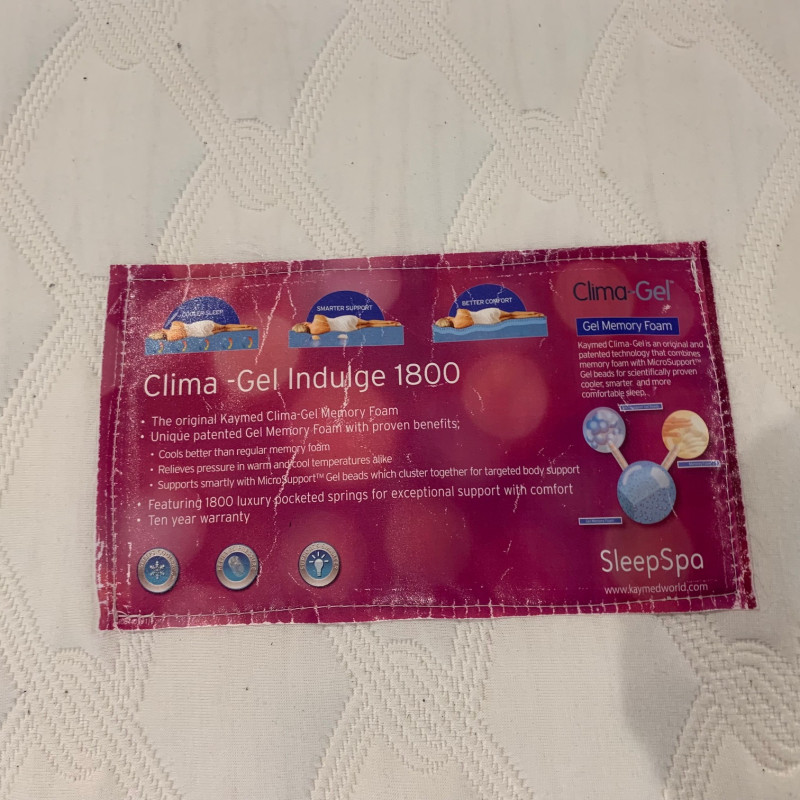 COOLER SLEEP
SMARTER SUPPORT
BETTER COMFORT
Clima-Gel™
Gel Memory Foam
Kaymed Clima-Gel is an original and
patented technology that combines
memory foam with MicroSupport™
Gel beads for scientifically proven
cooler, smarter and more
comfortable sleep.
Clima -Gel Indulge 1800
• The original Kaymed Clima-Gel Memory Foam
• Unique patented Gel Memory Foam with proven benefits;
• Cools better than regular memory foam
• Relieves pressure in warm and cool temperatures alike
• Supports smartly with MicroSupport™ Gel beads which cluster together for targeted body support
• Featuring 1800 luxury pocketed springs for exceptional support with comfort
• Ten year warranty
SleepSpa
www.kaymedworld.com